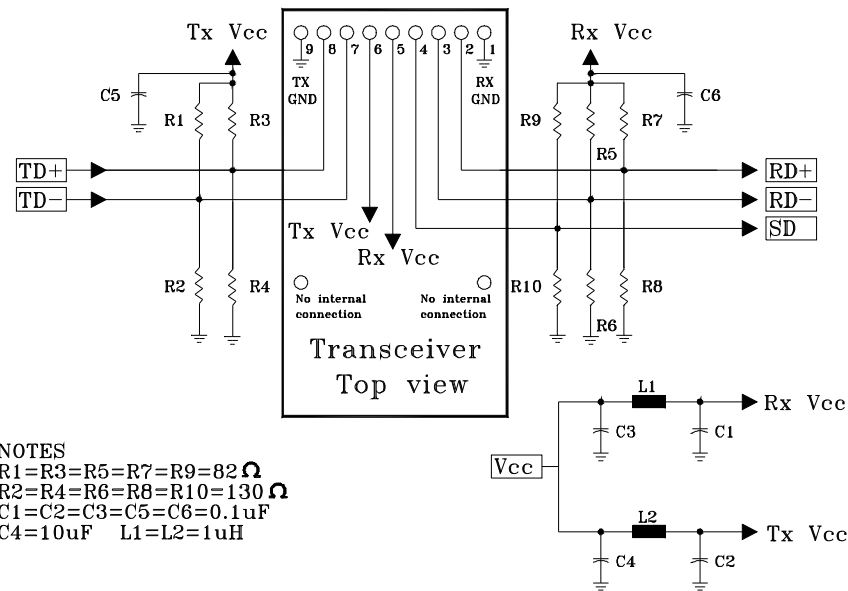 Tx Vcc
Rx Vcc
9 8 7 6 5 4 3 2 1
TX
GND
RX
GND
C5
R1
R3
R9
R7
C6
R5
TD+
TD-
RD+
RD-
SD
Tx Vcc
Rx Vcc
R2
R4
R10
R8
R6
No internal
connection
No internal
connection
Transceiver
Top view
L1
Rx Vcc
C3
C1
Vcc
L2
Tx Vcc
C4
C2
NOTES
R1=R3=R5=R7=R9=82Ω
R2=R4=R6=R8=R10=130Ω
C1=C2=C3=C5=C6=0.1uF
C4=10uF L1=L2=1uH